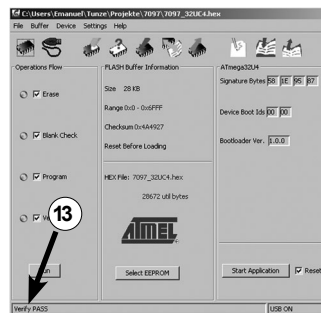 C:\Users\Emanuel\Tunze\Projekte\7097\7097_32UC4.hex
File Buffer Device Settings Help
Operations Flow
Erase
Blank Check
Program
13
FLASH Buffer Information
Size 28 KB
Range 0x0 - 0x6FFF
Checksum 0x4A4927
Reset Before Loading
HEX File: 7097_32UC4.hex
28672 util bytes
ATMEL
Select EEPROM
ATmega32U4
Signature Bytes 58 1E 95 87
Device Boot Ids 00 00
Bootloader Ver. 1.0.0
Start Application Reset
Verify PASS
USB ON